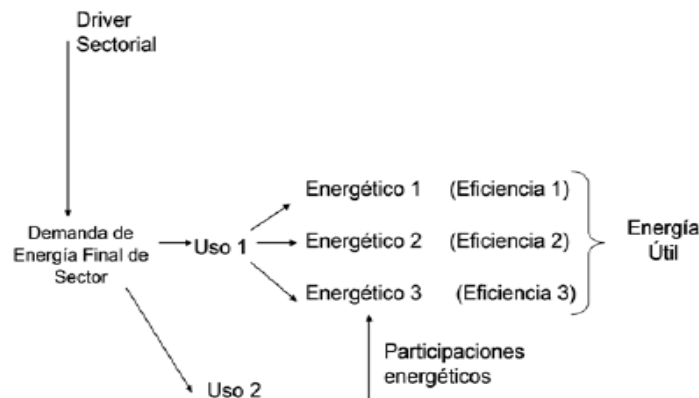 Driver
Sectorial
Energético 1 (Eficiencia 1)
Demanda de
Energía Final de
Sector
Uso 1
Energético 2 (Eficiencia 2)
Energía
Útil
Energético 3 (Eficiencia 3)
Participaciones
energéticos
Uso 2